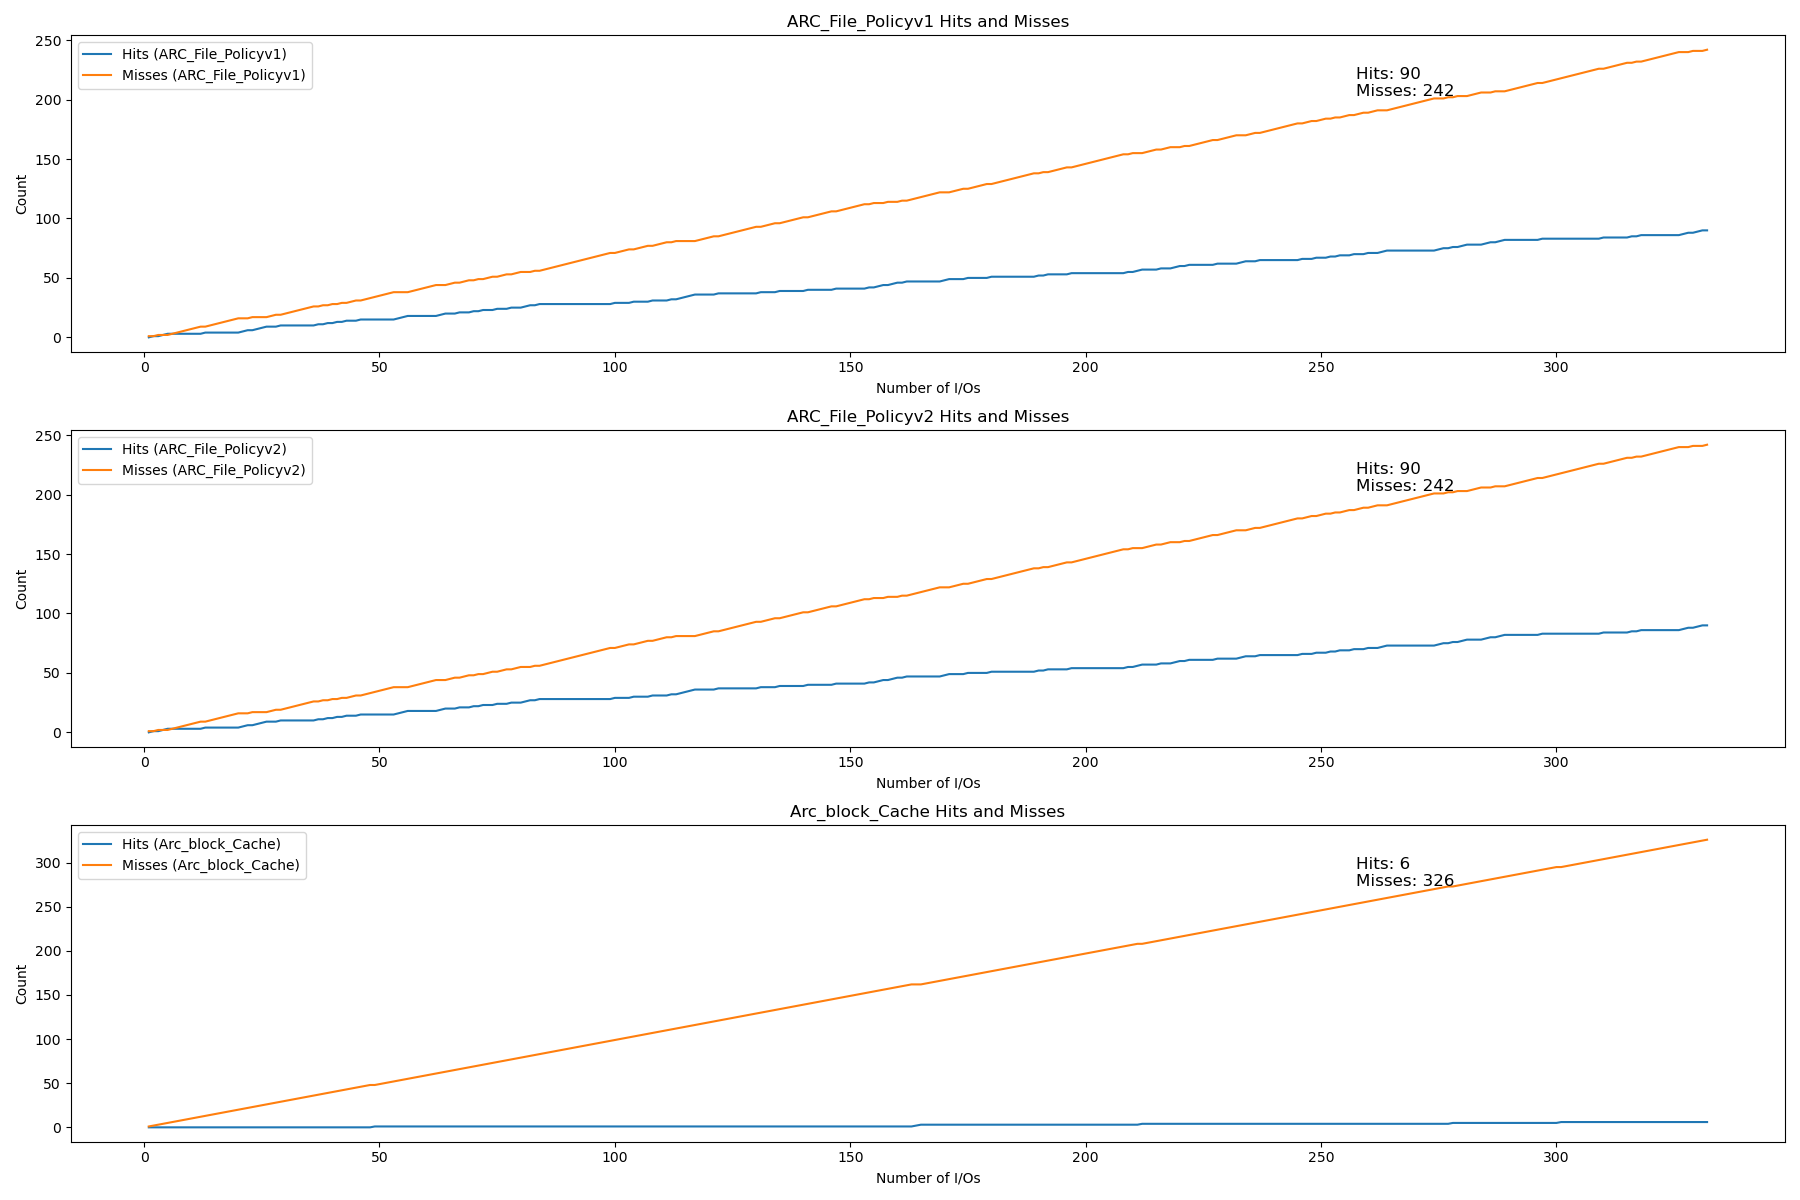 ARC_File_Policyv1 Hits and Misses
250
200
150
100
50
0
Count
Hits (ARC_File_Policyv1)
Misses (ARC_File_Policyv1)
Hits: 90
Misses: 242
0 50 100 150 200 250 300
Number of I/Os
ARC_File_Policyv2 Hits and Misses
250
200
150
100
50
0
Count
Hits (ARC_File_Policyv2)
Misses (ARC_File_Policyv2)
Hits: 90
Misses: 242
0 50 100 150 200 250 300
Number of I/Os
Arc_block_Cache Hits and Misses
300
250
200
150
100
50
0
Count
Hits (Arc_block_Cache)
Misses (Arc_block_Cache)
Hits: 6
Misses: 326
0 50 100 150 200 250 300
Number of I/Os